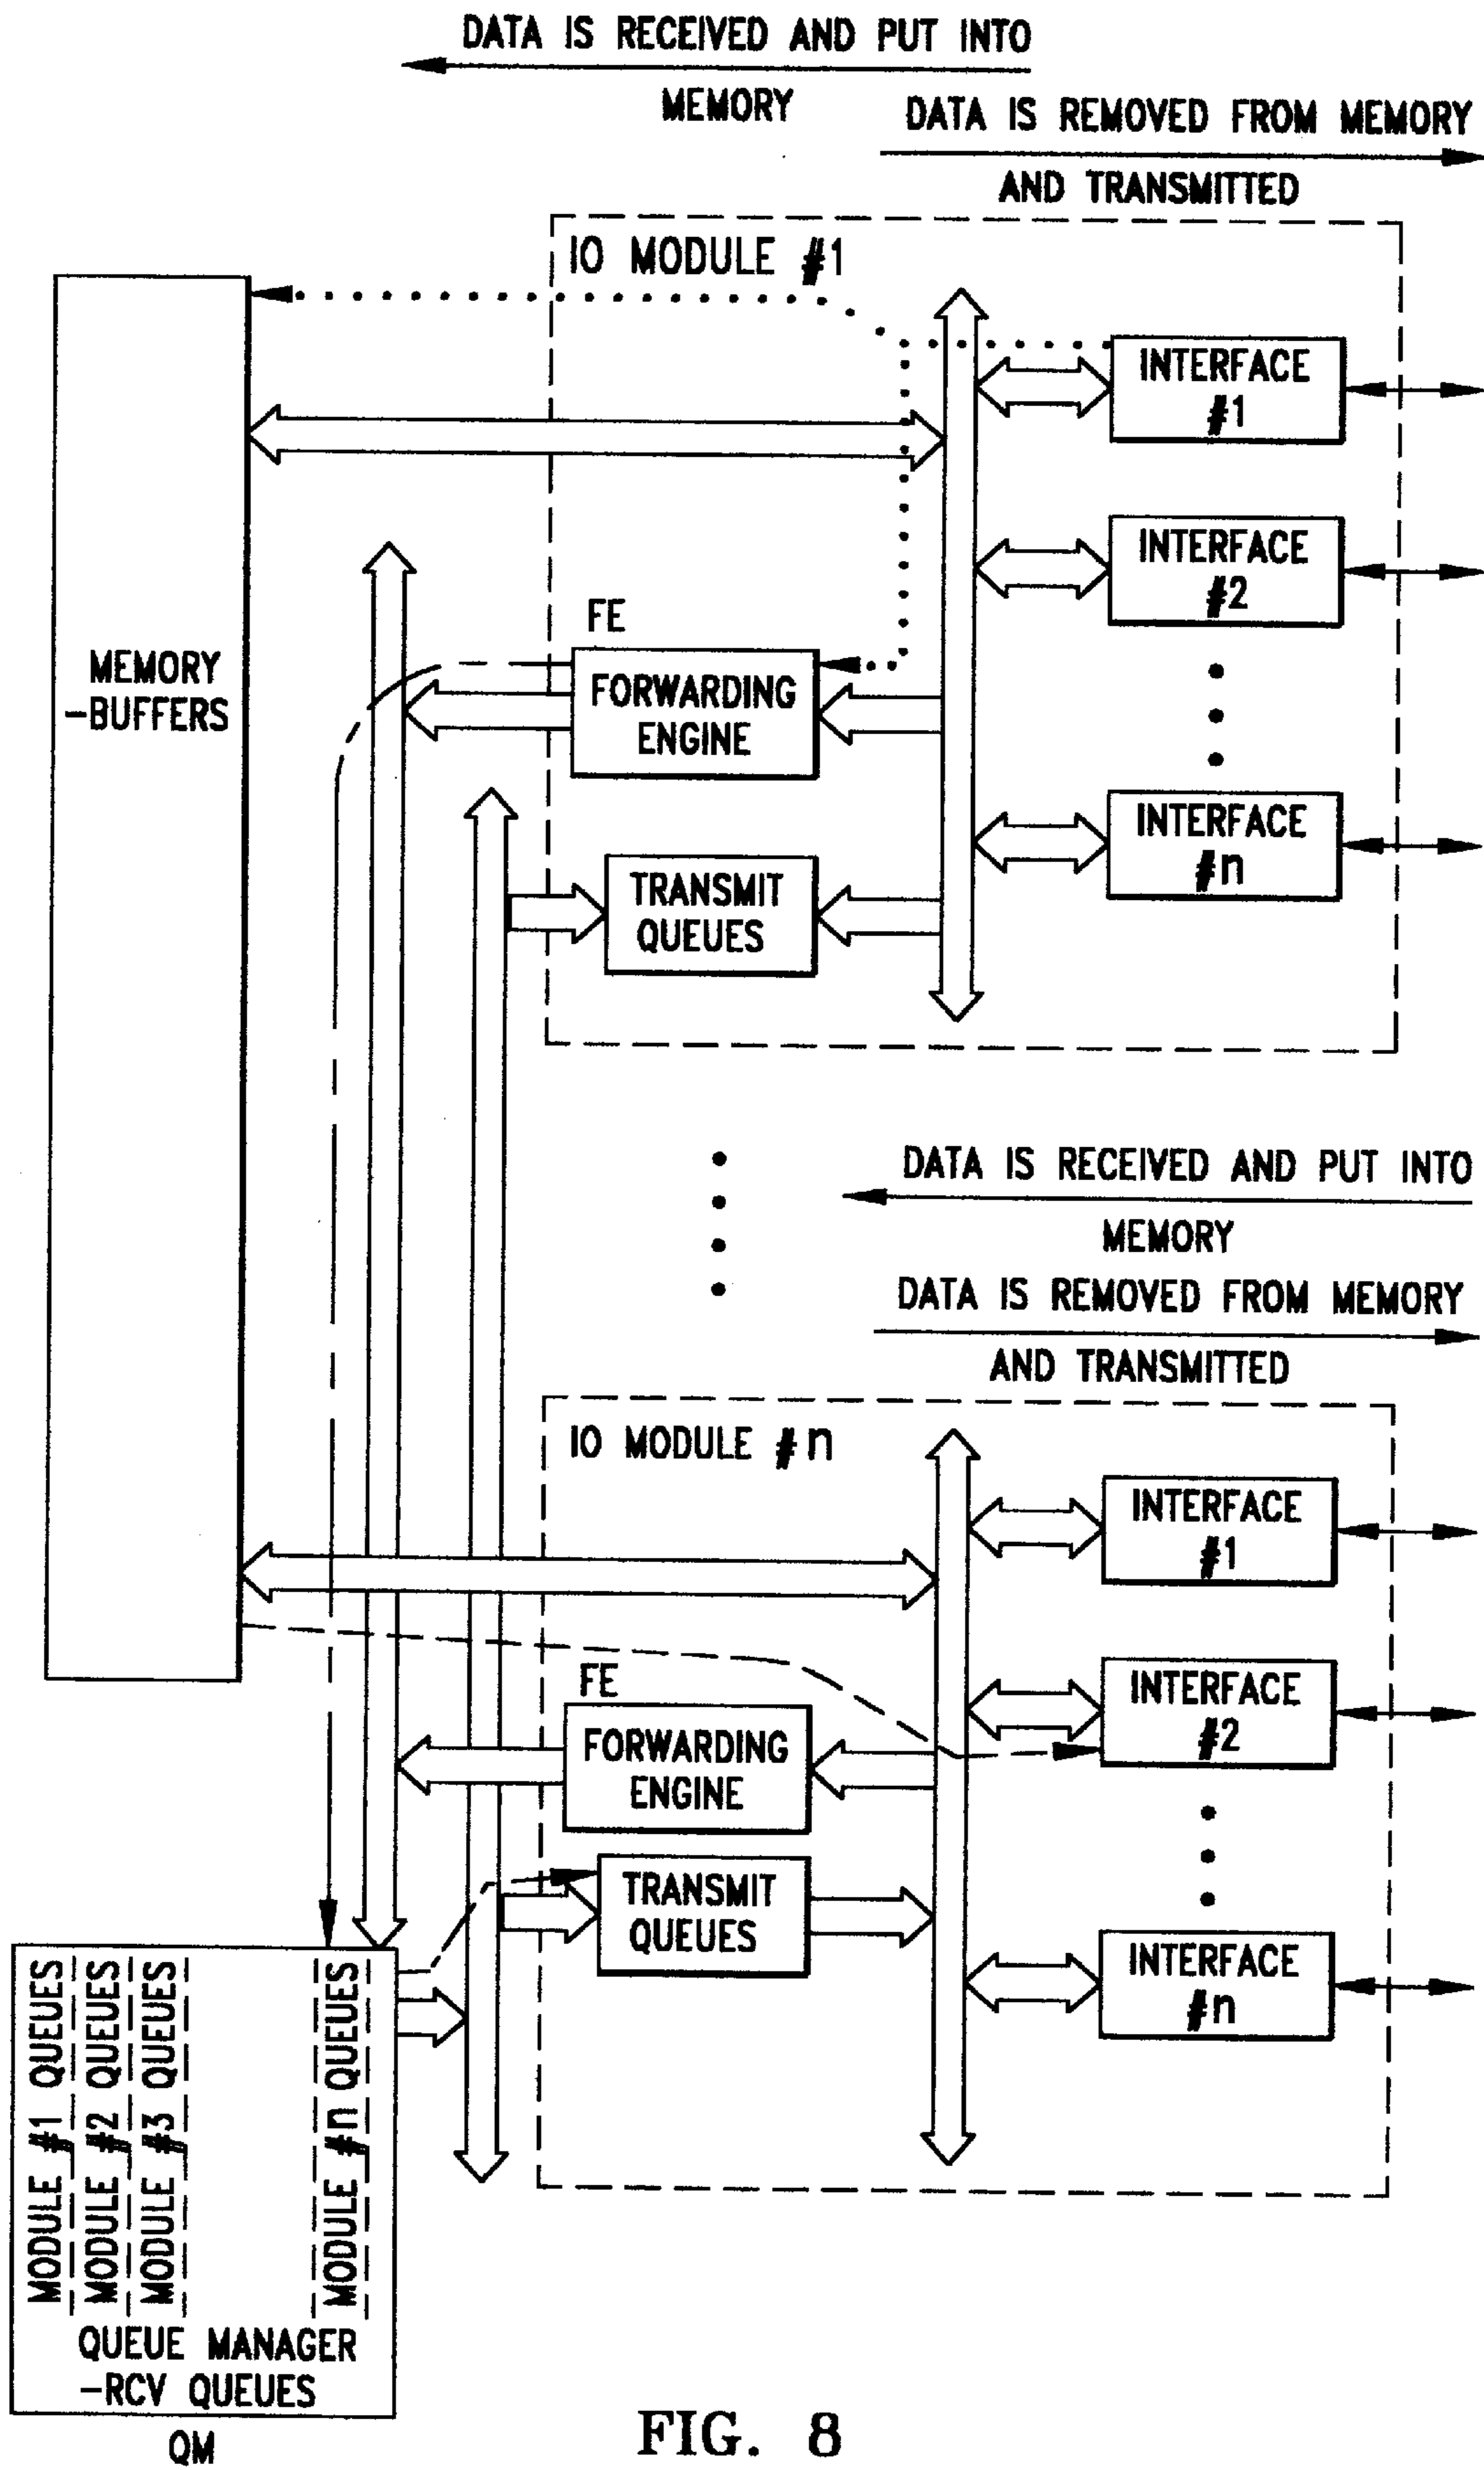 DATA IS RECEIVED AND PUT INTO
MEMORY
DATA IS REMOVED FROM MEMORY
AND TRANSMITTED
IO MODULE #1
INTERFACE
#1
INTERFACE
#2
FE
MEMORY
-BUFFERS
FORWARDING
ENGINE
INTERFACE
#n
TRANSMIT
QUEUES
DATA IS RECEIVED AND PUT INTO
MEMORY
DATA IS REMOVED FROM MEMORY
AND TRANSMITTED
IO MODULE #n
INTERFACE
#1
FE
INTERFACE
#2
FORWARDING
ENGINE
TRANSMIT
QUEUES
INTERFACE
#n
MODULE #1 QUEUES
MODULE #2 QUEUES
MODULE #3 QUEUES
MODULE #n QUEUES
QUEUE MANAGER
-RCV QUEUES
QM
FIG. 8